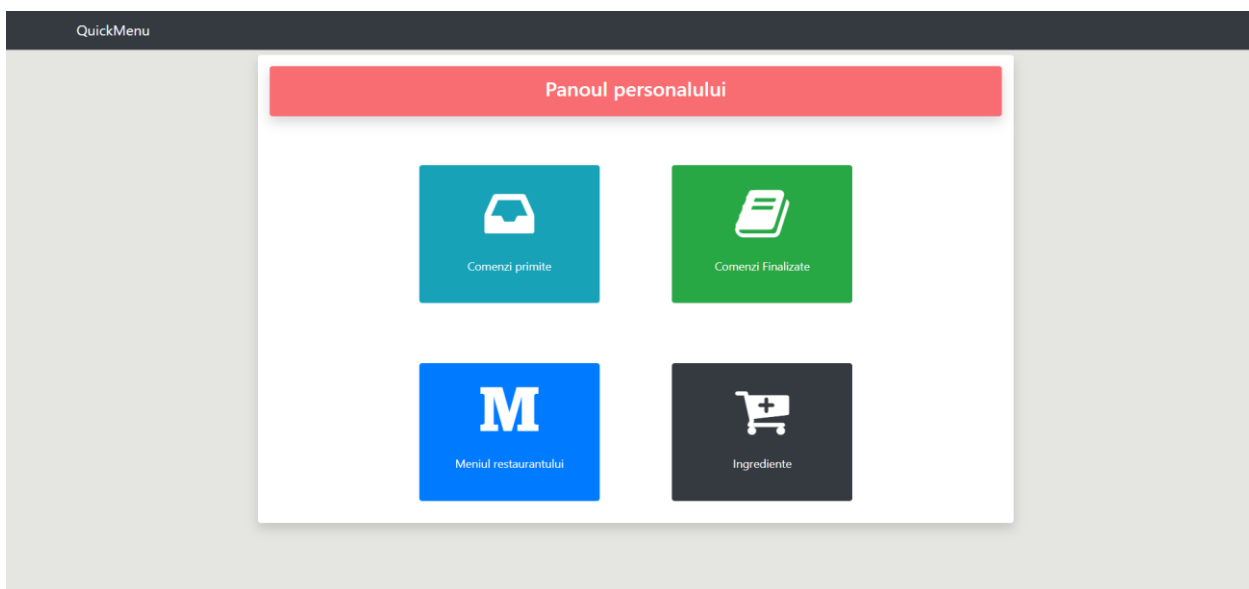 QuickMenu
Panoul personalului
Comenzi primite
Comenzi Finalizate
M
Meniul restaurantului
Ingrediente